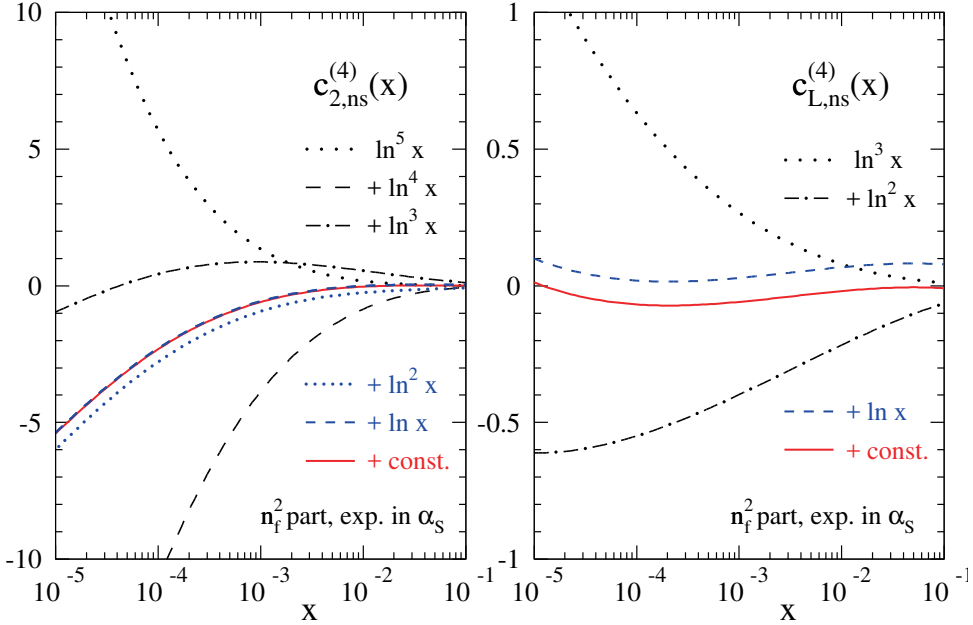 10
5
0
-5
-10
c_{2,ns}^{(4)}(x)
ln^5 x
+ ln^4 x
+ ln^3 x
+ ln^2 x
+ ln x
+ const.
n_f^2 part, exp. in α_S
10^{-5} 10^{-4} 10^{-3} 10^{-2} 10^{-1}
x
1
0.5
0
-0.5
-1
c_{L,ns}^{(4)}(x)
ln^3 x
+ ln^2 x
+ ln x
+ const.
n_f^2 part, exp. in α_S
10^{-5} 10^{-4} 10^{-3} 10^{-2} 10^{-1}
x